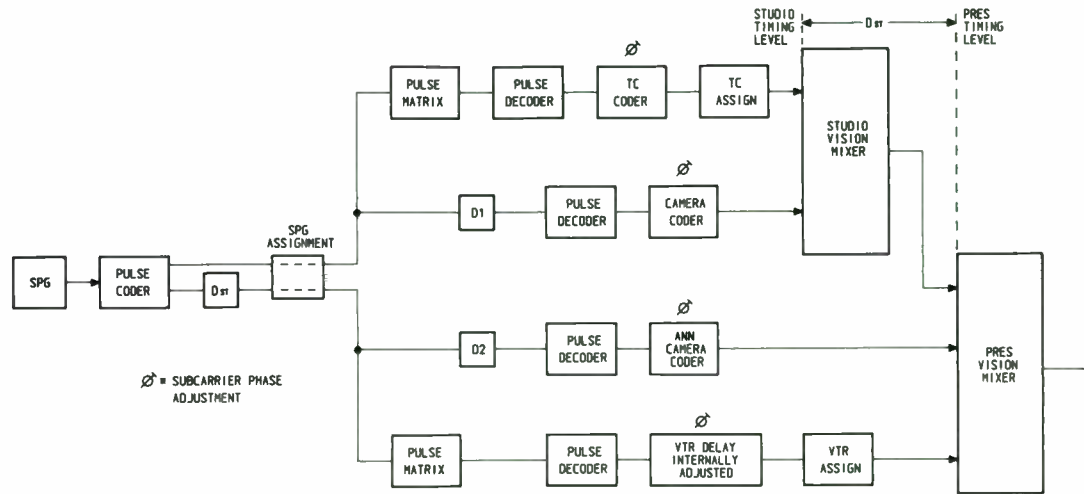 STUDIO
TIMING
LEVEL
DST
PRES
TIMING
LEVEL
PULSE
MATRIX
PULSE
DECODER
Ø
TC
CODER
TC
ASSIGN
STUDIO
VISION
MIXER
D1
PULSE
DECODER
Ø
CAMERA
CODER
SPG
ASSIGNMENT
SPG
PULSE
CODER
DST
D2
PULSE
DECODER
Ø
ANN
CAMERA
CODER
PRES
VISION
MIXER
Ø = SUBCARRIER PHASE
ADJUSTMENT
PULSE
MATRIX
PULSE
DECODER
Ø
VTR DELAY
INTERNALLY
ADJUSTED
VTR
ASSIGN